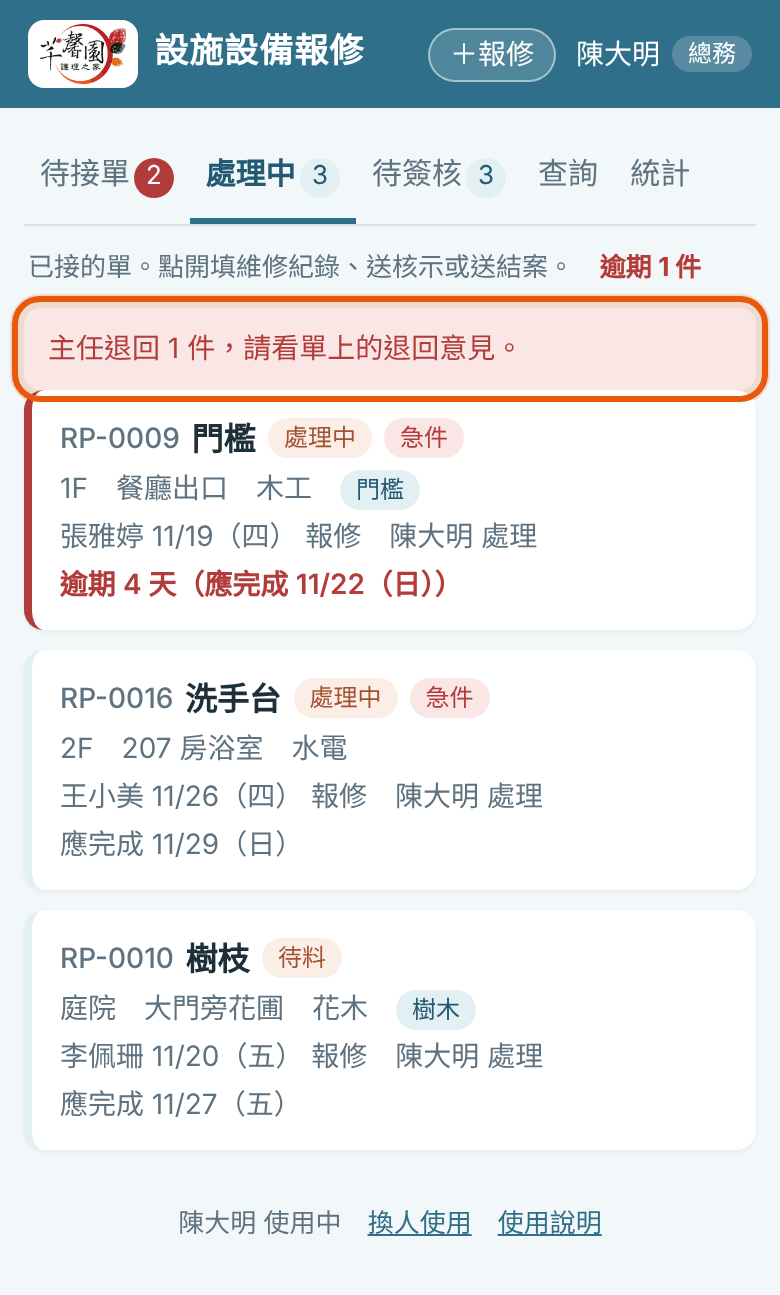 芊馨園
護理之家
設施設備報修
＋報修
陳大明
總務
待接單 2
處理中 3
待簽核 3
查詢
統計
已接的單。點開填維修紀錄、送核示或送結案。 逾期 1 件
主任退回 1 件，請看單上的退回意見。
RP-0009 門檻 處理中 急件
1F 餐廳出口 木工 門檻
張雅婷 11/19（四） 報修 陳大明 處理
逾期 4 天（應完成 11/22（日））
RP-0016 洗手台 處理中 急件
2F 207 房浴室 水電
王小美 11/26（四） 報修 陳大明 處理
應完成 11/29（日）
RP-0010 樹枝 待料
庭院 大門旁花圃 花木 樹木
李佩珊 11/20（五） 報修 陳大明 處理
應完成 11/27（五）
陳大明 使用中 換人使用 使用說明